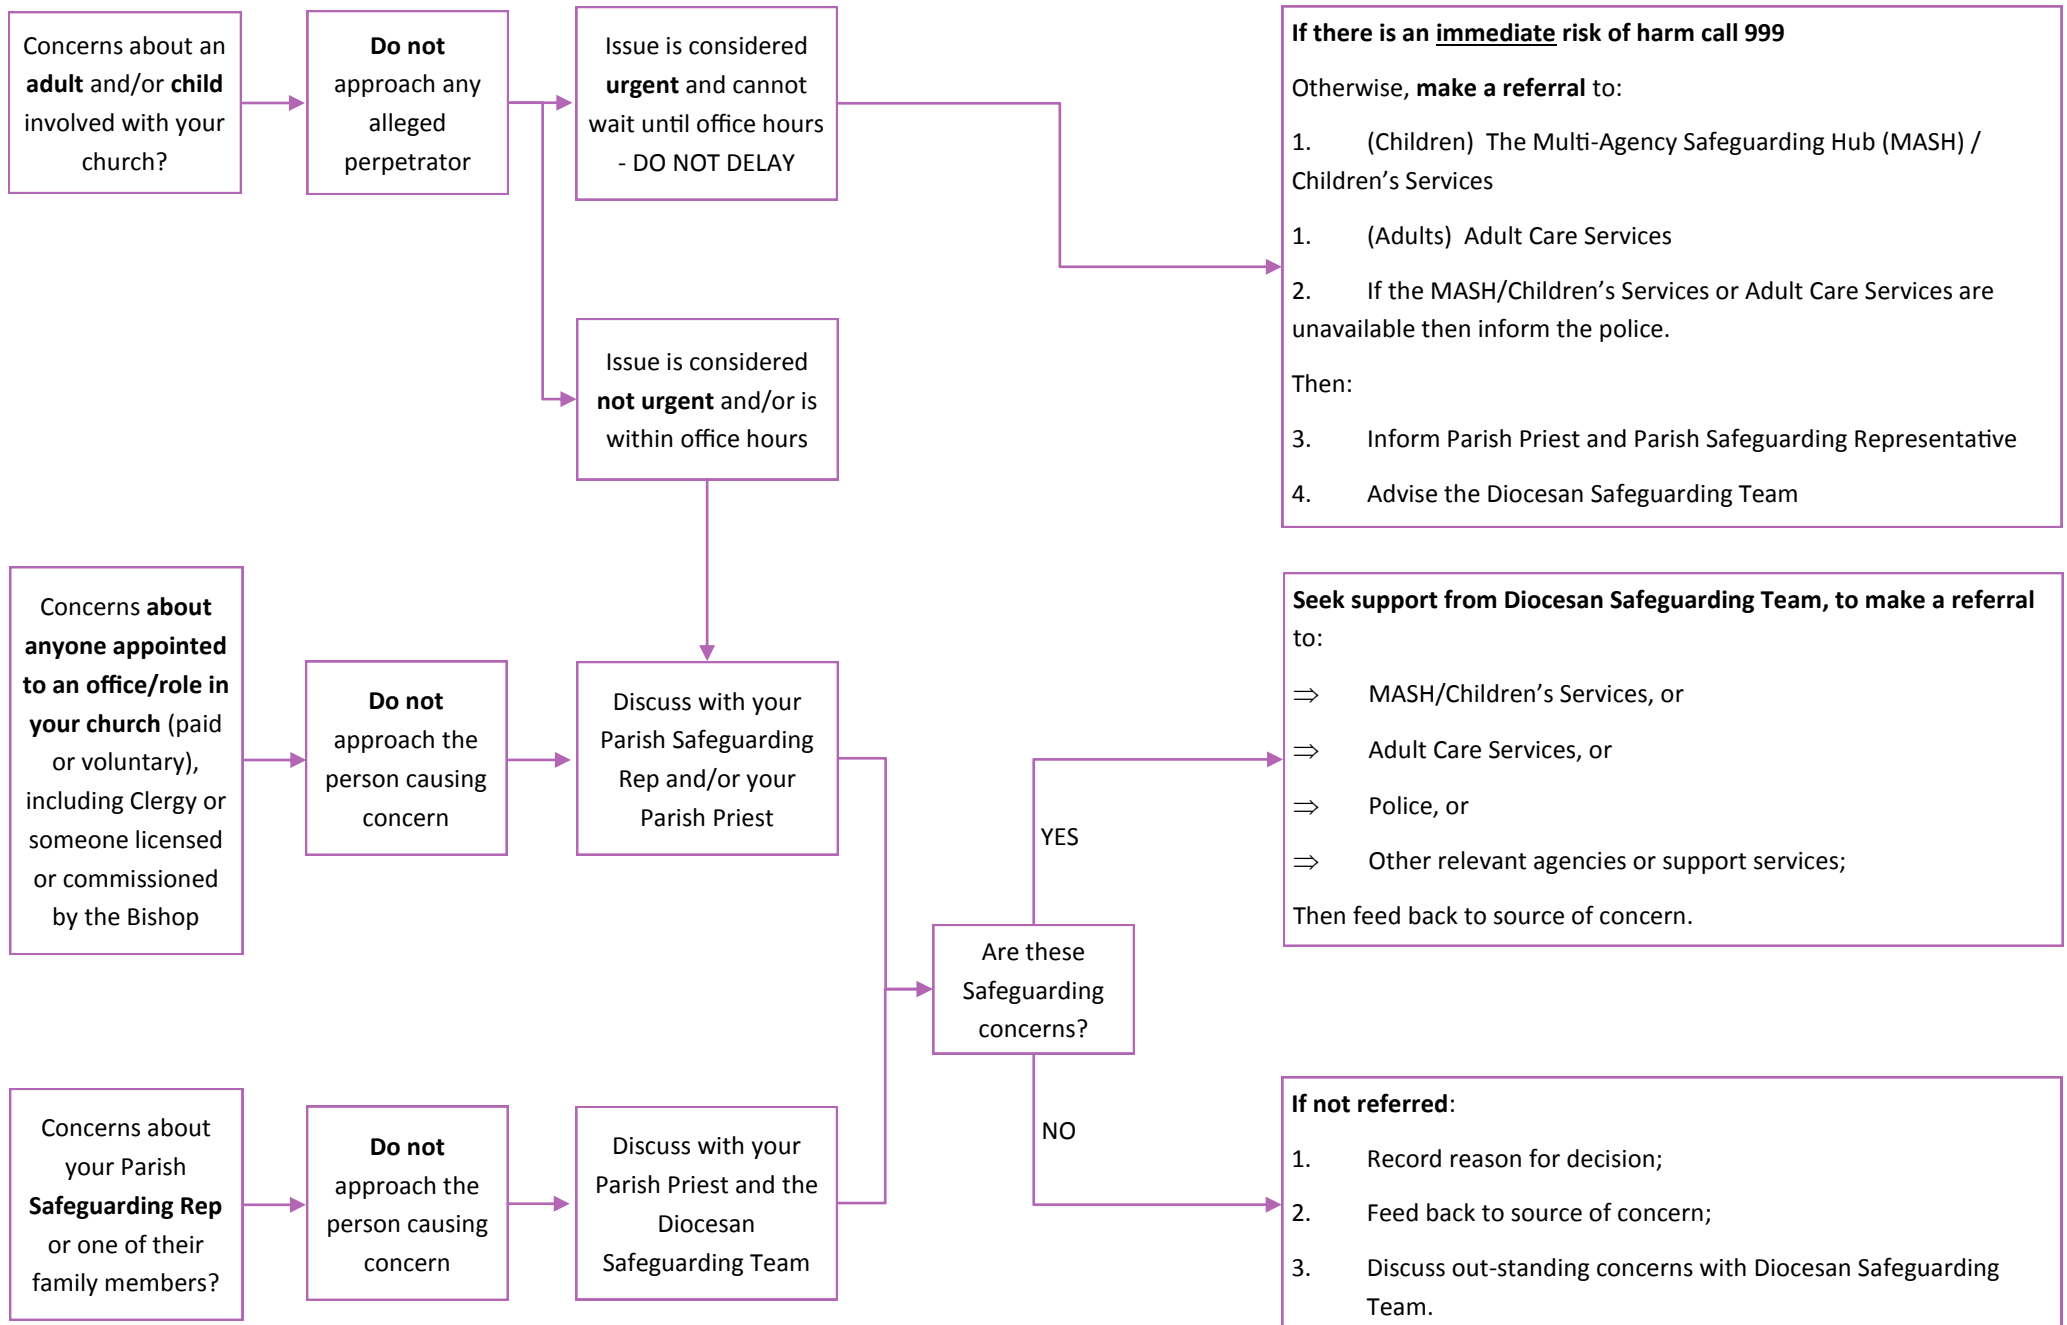 Concerns about an
adult and/or child
involved with your
church?
Do not
approach any
alleged
perpetrator
Issue is considered
urgent and cannot
wait until office hours
- DO NOT DELAY
If there is an immediate risk of harm call 999
Otherwise, make a referral to:
1. (Children) The Multi-Agency Safeguarding Hub (MASH) /
Children’s Services
1. (Adults) Adult Care Services
2. If the MASH/Children’s Services or Adult Care Services are
unavailable then inform the police.
Then:
3. Inform Parish Priest and Parish Safeguarding Representative
4. Advise the Diocesan Safeguarding Team
Issue is considered
not urgent and/or is
within office hours
Concerns about
anyone appointed
to an office/role in
your church (paid
or voluntary),
including Clergy or
someone licensed
or commissioned
by the Bishop
Do not
approach the
person causing
concern
Discuss with your
Parish Safeguarding
Rep and/or your
Parish Priest
Seek support from Diocesan Safeguarding Team, to make a referral
to:
⇒ MASH/Children’s Services, or
⇒ Adult Care Services, or
⇒ Police, or
⇒ Other relevant agencies or support services;
Then feed back to source of concern.
YES
Are these
Safeguarding
concerns?
NO
Concerns about
your Parish
Safeguarding Rep
or one of their
family members?
Do not
approach the
person causing
concern
Discuss with your
Parish Priest and the
Diocesan
Safeguarding Team
If not referred:
1. Record reason for decision;
2. Feed back to source of concern;
3. Discuss out-standing concerns with Diocesan Safeguarding
Team.